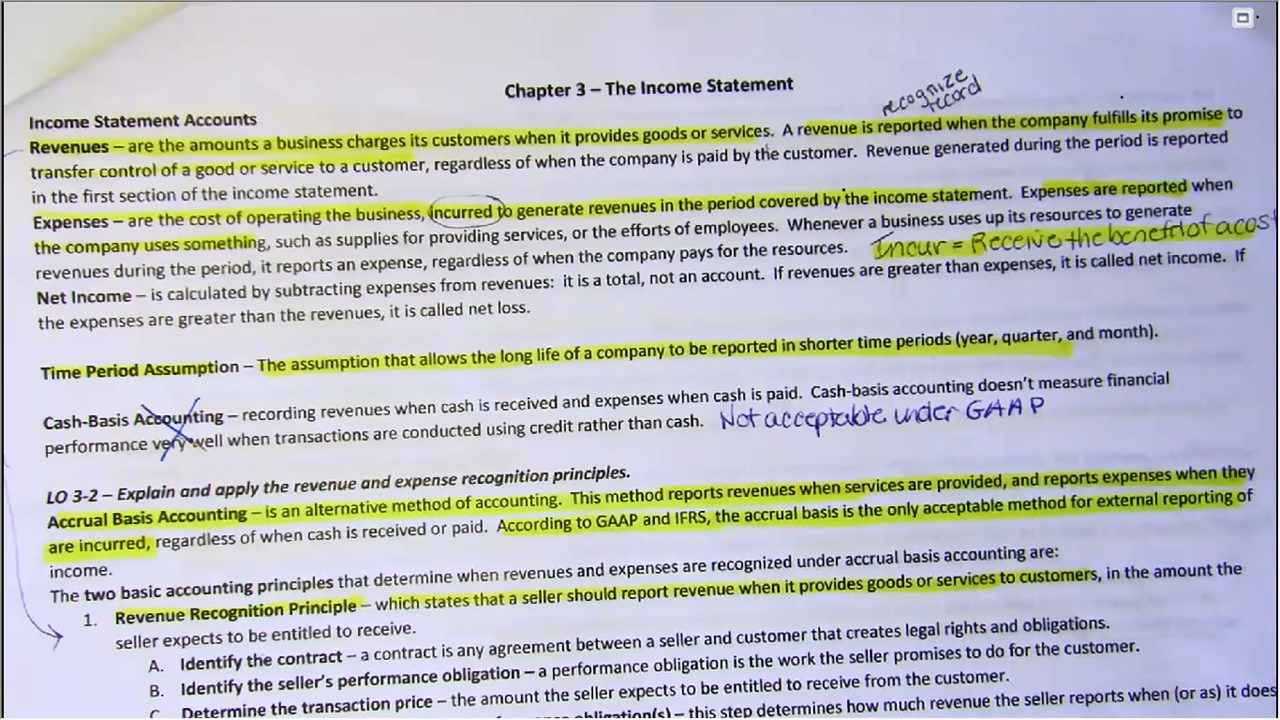 Chapter 3 – The Income Statement
recognize
record
Income Statement Accounts
Revenues – are the amounts a business charges its customers when it provides goods or services. A revenue is reported when the company fulfills its promise to
transfer control of a good or service to a customer, regardless of when the company is paid by the customer. Revenue generated during the period is reported
in the first section of the income statement.
Expenses – are the cost of operating the business, incurred to generate revenues in the period covered by the income statement. Expenses are reported when
the company uses something, such as supplies for providing services, or the efforts of employees. Whenever a business uses up its resources to generate
revenues during the period, it reports an expense, regardless of when the company pays for the resources. Incur = Receive the benefit of a cos
Net Income – is calculated by subtracting expenses from revenues: it is a total, not an account. If revenues are greater than expenses, it is called net income. If
the expenses are greater than the revenues, it is called net loss.
Time Period Assumption – The assumption that allows the long life of a company to be reported in shorter time periods (year, quarter, and month).
Cash-Basis Accounting – recording revenues when cash is received and expenses when cash is paid. Cash-basis accounting doesn't measure financial
performance very well when transactions are conducted using credit rather than cash. Not acceptable under GAAP
LO 3-2 – Explain and apply the revenue and expense recognition principles.
Accrual Basis Accounting – is an alternative method of accounting. This method reports revenues when services are provided, and reports expenses when they
are incurred, regardless of when cash is received or paid. According to GAAP and IFRS, the accrual basis is the only acceptable method for external reporting of
income.
The two basic accounting principles that determine when revenues and expenses are recognized under accrual basis accounting are:
1. Revenue Recognition Principle – which states that a seller should report revenue when it provides goods or services to customers, in the amount the
seller expects to be entitled to receive.
A. Identify the contract – a contract is any agreement between a seller and customer that creates legal rights and obligations.
B. Identify the seller's performance obligation – a performance obligation is the work the seller promises to do for the customer.
C Determine the transaction price – the amount the seller expects to be entitled to receive from the customer.
obligation(s) – this step determines how much revenue the seller reports when (or as) it does